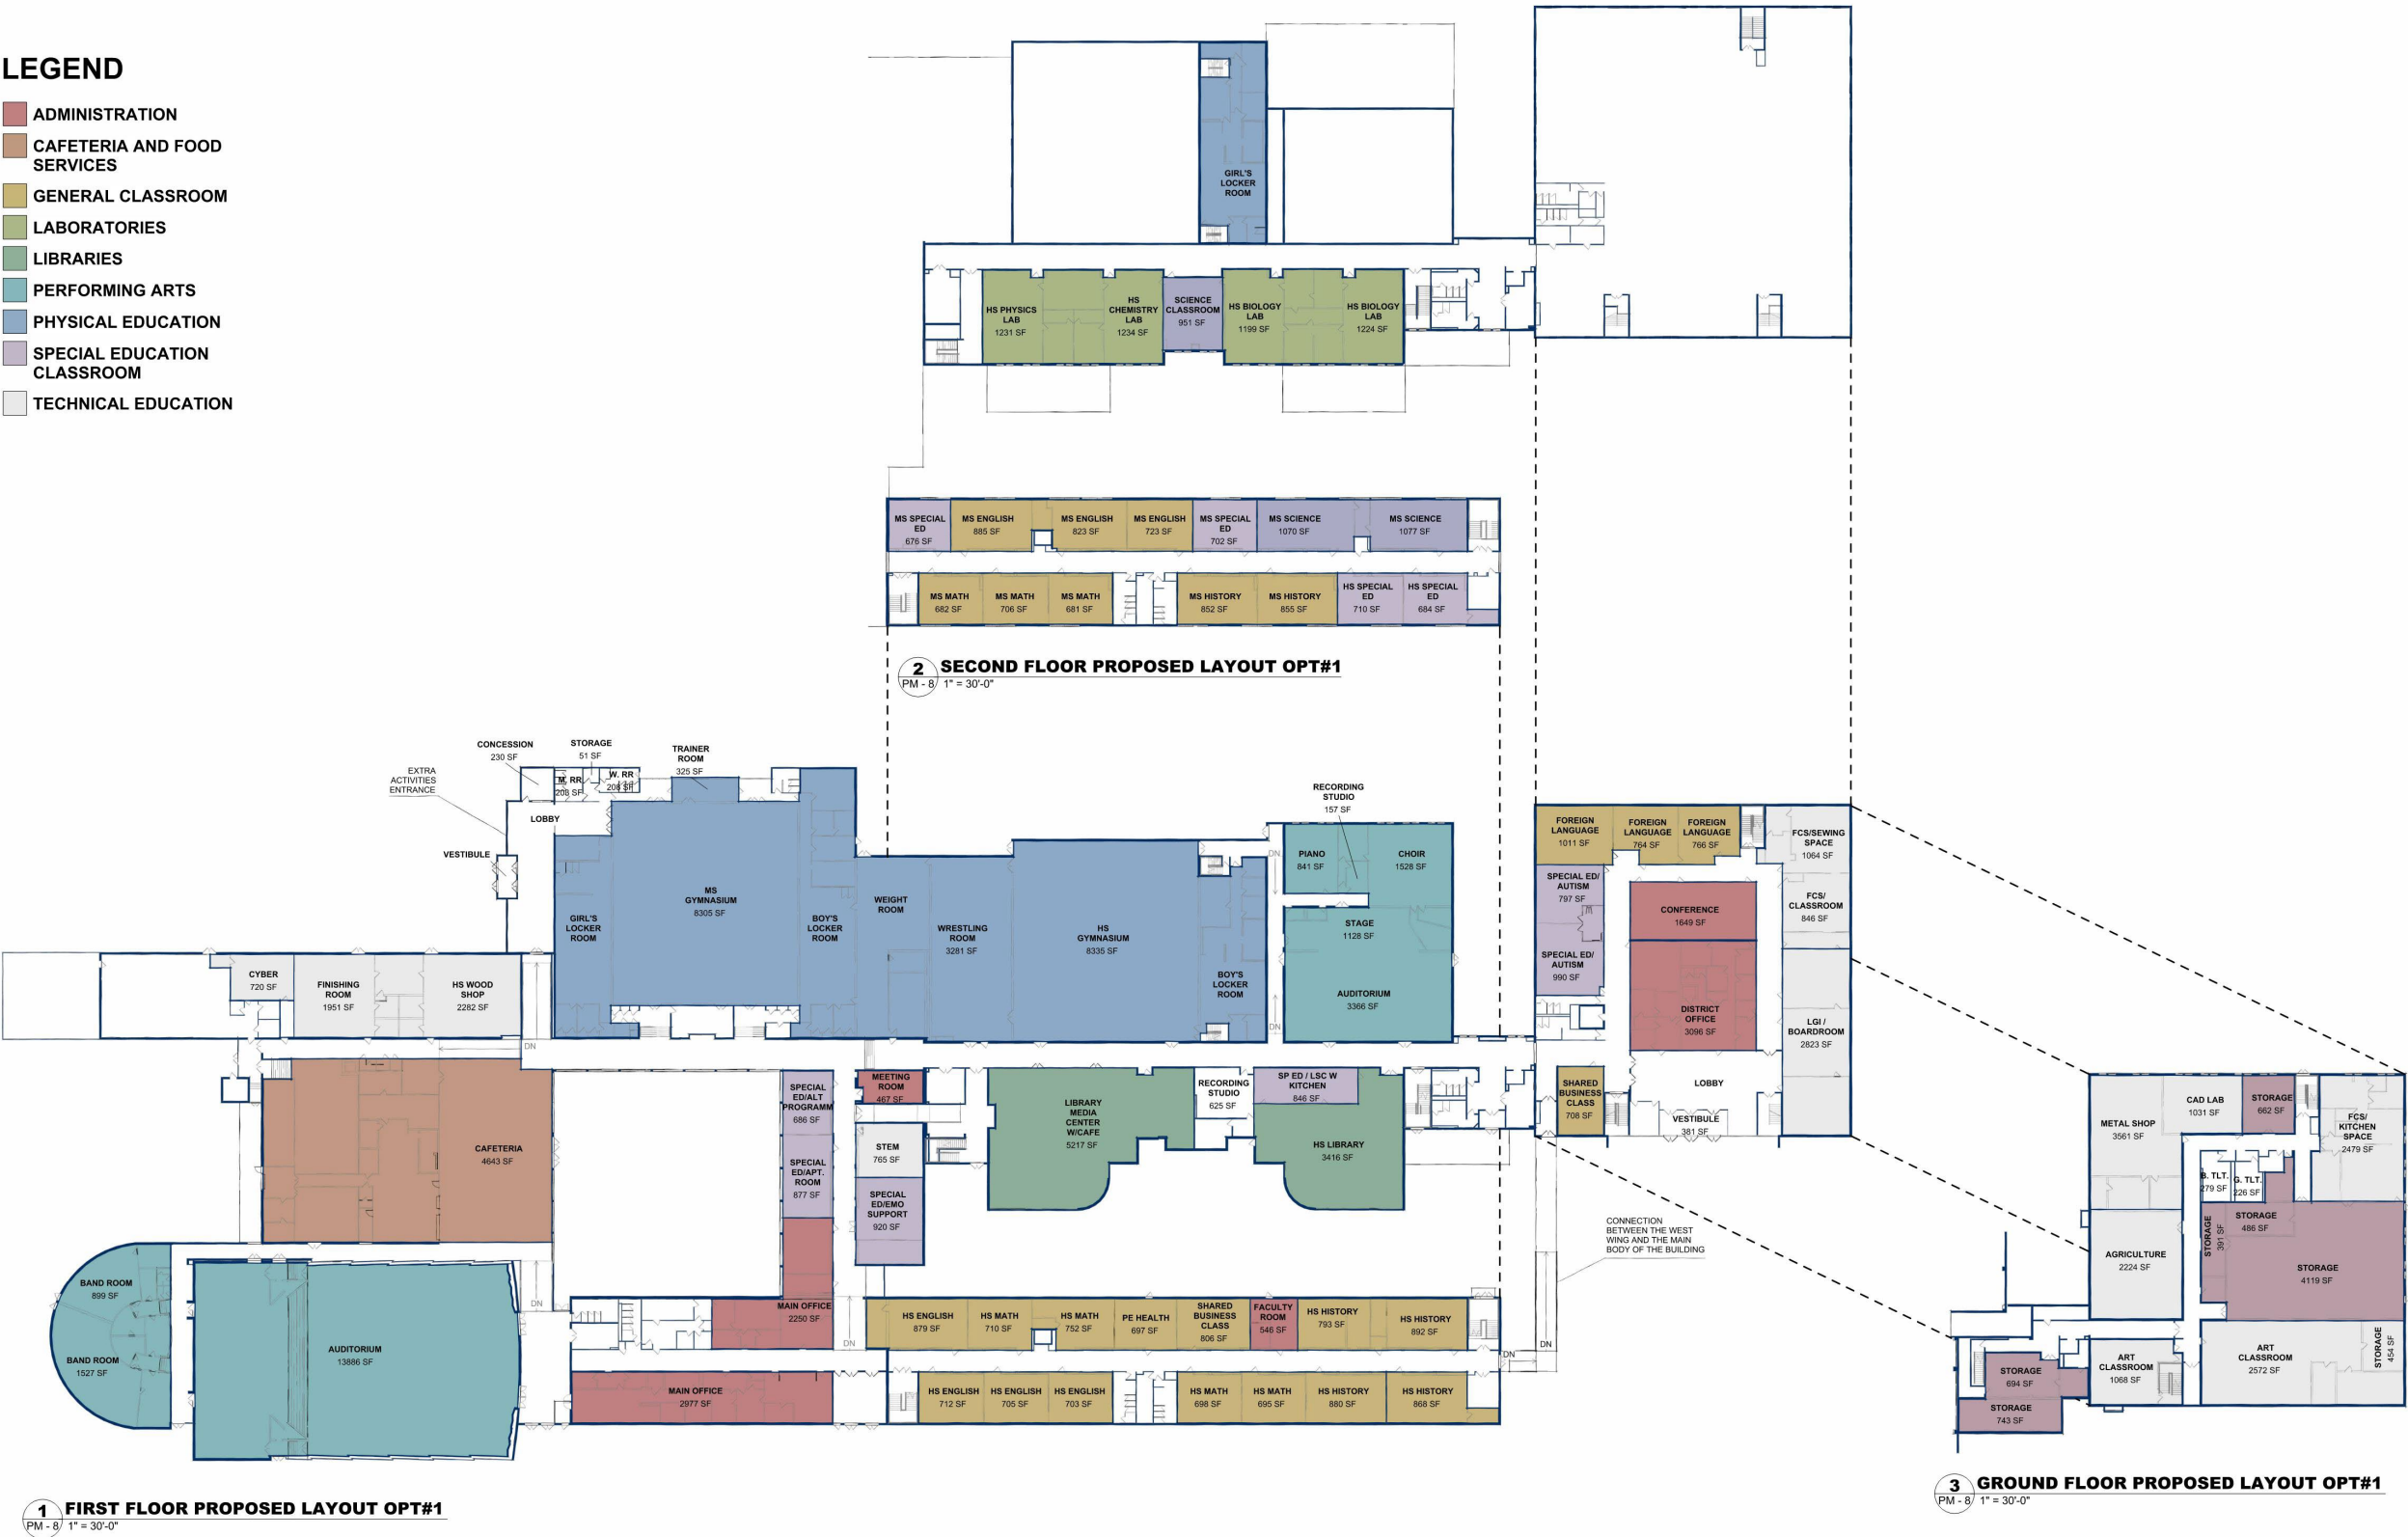 LEGEND
ADMINISTRATION
CAFETERIA AND FOOD
SERVICES
GENERAL CLASSROOM
LABORATORIES
LIBRARIES
PERFORMING ARTS
PHYSICAL EDUCATION
SPECIAL EDUCATION
CLASSROOM
TECHNICAL EDUCATION
GIRL'S
LOCKER
ROOM
HS PHYSICS
LAB
1231 SF
HS
CHEMISTRY
LAB
1234 SF
SCIENCE
CLASSROOM
951 SF
HS BIOLOGY
LAB
1199 SF
HS BIOLOGY
LAB
1224 SF
MS SPECIAL
ED
676 SF
MS ENGLISH
885 SF
MS ENGLISH
823 SF
MS ENGLISH
723 SF
MS SPECIAL
ED
702 SF
MS SCIENCE
1070 SF
MS SCIENCE
1077 SF
MS MATH
682 SF
MS MATH
706 SF
MS MATH
681 SF
MS HISTORY
852 SF
MS HISTORY
855 SF
HS SPECIAL
ED
710 SF
HS SPECIAL
ED
684 SF
2
PM - 8
SECOND FLOOR PROPOSED LAYOUT OPT#1
1" = 30'-0"
CONCESSION
230 SF
STORAGE
51 SF
TRAINER
ROOM
325 SF
M. RR
203 SF
W. RR
208 SF
EXTRA
ACTIVITIES
ENTRANCE
LOBBY
VESTIBULE
GIRL'S
LOCKER
ROOM
MS
GYMNASIUM
8305 SF
BOY'S
LOCKER
ROOM
WEIGHT
ROOM
WRESTLING
ROOM
3281 SF
HS
GYMNASIUM
8335 SF
BOY'S
LOCKER
ROOM
RECORDING
STUDIO
157 SF
DN
PIANO
841 SF
CHOIR
1528 SF
STAGE
1128 SF
AUDITORIUM
3366 SF
DN
FOREIGN
LANGUAGE
1011 SF
FOREIGN
LANGUAGE
764 SF
FOREIGN
LANGUAGE
766 SF
FCS/SEWING
SPACE
1064 SF
SPECIAL ED/
AUTISM
797 SF
CONFERENCE
1649 SF
FCS/
CLASSROOM
846 SF
SPECIAL ED/
AUTISM
990 SF
DISTRICT
OFFICE
3096 SF
LGI /
BOARDROOM
2823 SF
SHARED
BUSINESS
CLASS
708 SF
LOBBY
VESTIBULE
381 SF
CYBER
720 SF
FINISHING
ROOM
1951 SF
HS WOOD
SHOP
2282 SF
DN
CAFETERIA
4643 SF
SPECIAL
ED/ALT
PROGRAMM
686 SF
SPECIAL
ED/APT.
ROOM
877 SF
MEETING
ROOM
467 SF
STEM
765 SF
SPECIAL
ED/EMO
SUPPORT
920 SF
LIBRARY
MEDIA
CENTER
W/CAFE
5217 SF
RECORDING
STUDIO
625 SF
SP ED / LSC W
KITCHEN
846 SF
HS LIBRARY
3416 SF
CONNECTION
BETWEEN THE WEST
WING AND THE MAIN
BODY OF THE BUILDING
BAND ROOM
899 SF
BAND ROOM
1527 SF
AUDITORIUM
13886 SF
DN
MAIN OFFICE
2250 SF
DN
MAIN OFFICE
2977 SF
HS ENGLISH
879 SF
HS MATH
710 SF
HS MATH
752 SF
PE HEALTH
697 SF
SHARED
BUSINESS
CLASS
806 SF
FACULTY
ROOM
546 SF
HS HISTORY
793 SF
HS HISTORY
892 SF
DN
DN
HS ENGLISH
712 SF
HS ENGLISH
705 SF
HS ENGLISH
703 SF
HS MATH
698 SF
HS MATH
695 SF
HS HISTORY
880 SF
HS HISTORY
868 SF
1
PM - 8
FIRST FLOOR PROPOSED LAYOUT OPT#1
1" = 30'-0"
METAL SHOP
3561 SF
CAD LAB
1031 SF
STORAGE
662 SF
FCS/
KITCHEN
SPACE
2479 SF
B. TLT.
279 SF
G. TLT.
226 SF
STORAGE
486 SF
STORAGE
391 SF
AGRICULTURE
2224 SF
STORAGE
4119 SF
ART
CLASSROOM
1068 SF
ART
CLASSROOM
2572 SF
STORAGE
454 SF
STORAGE
694 SF
STORAGE
743 SF
3
PM - 8
GROUND FLOOR PROPOSED LAYOUT OPT#1
1" = 30'-0"